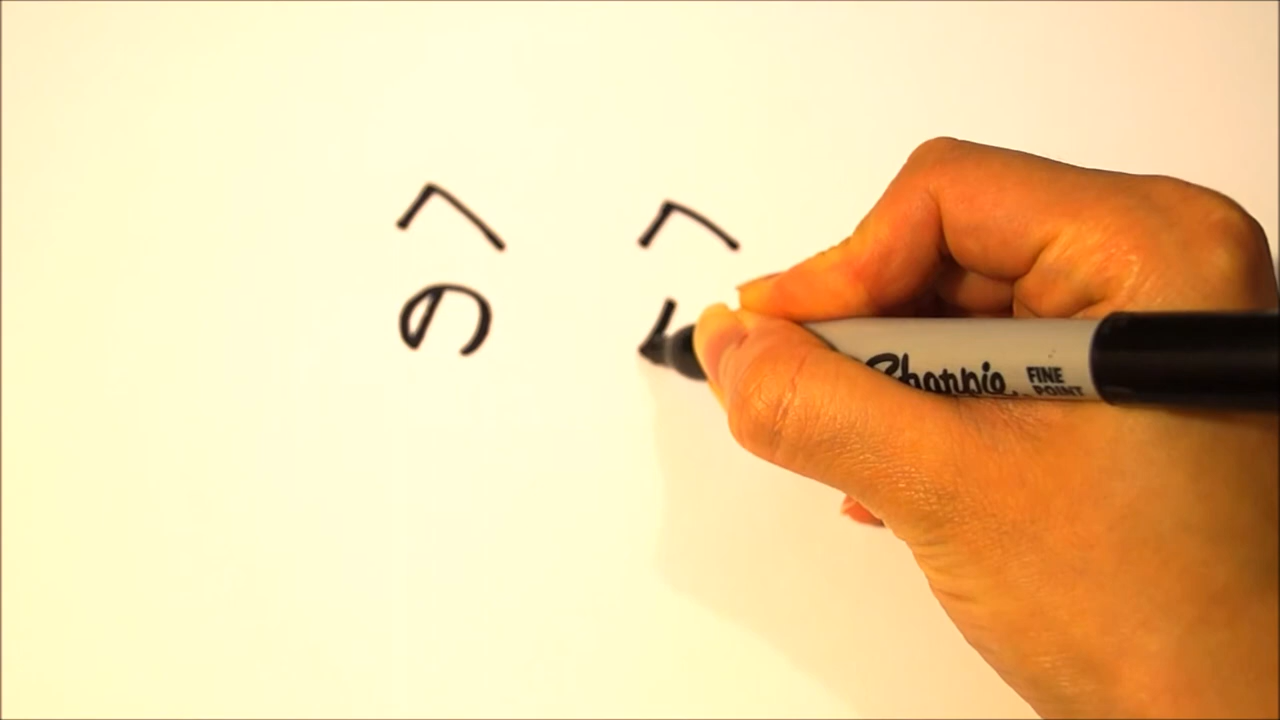 へ へ
の
Sharpie
FINE
POINT